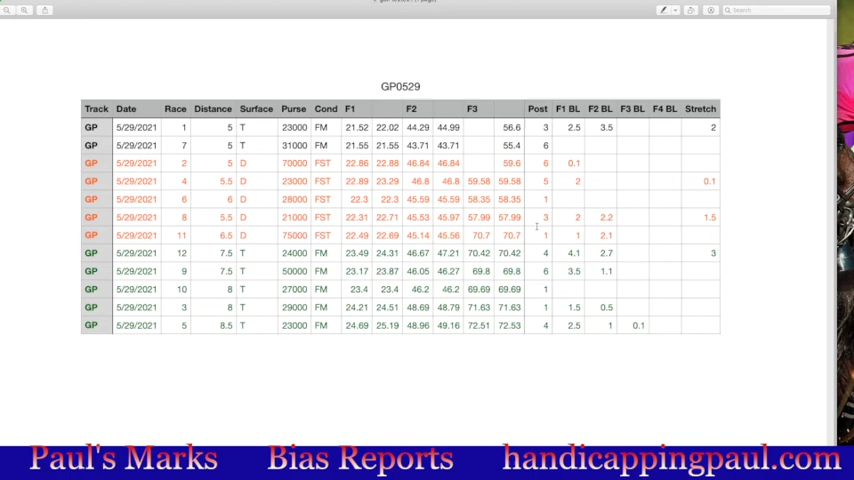 Search
GP0529
Track Date Race Distance Surface Purse Cond F1 F2 F3 Post F1 BL F2 BL F3 BL F4 BL Stretch
GP 5/29/2021 1 5 T 23000 FM 21.52 22.02 44.29 44.99 56.6 3 2.5 3.5 2
GP 5/29/2021 7 5 T 31000 FM 21.55 21.55 43.71 43.71 55.4 6
GP 5/29/2021 2 5 D 70000 FST 22.86 22.88 46.84 46.84 59.6 6 0.1
GP 5/29/2021 4 5.5 D 23000 FST 22.89 23.29 46.8 46.8 59.58 59.58 5 2 0.1
GP 5/29/2021 6 6 D 28000 FST 22.3 22.3 45.59 45.59 58.35 58.35 1
GP 5/29/2021 8 5.5 D 21000 FST 22.31 22.71 45.53 45.97 57.99 57.99 3 2 2.2 1.5
GP 5/29/2021 11 6.5 D 75000 FST 22.49 22.69 45.14 45.56 70.7 70.7 1 1 2.1
GP 5/29/2021 12 7.5 T 24000 FM 23.49 24.31 46.67 47.21 70.42 70.42 4 4.1 2.7 3
GP 5/29/2021 9 7.5 T 50000 FM 23.17 23.87 46.05 46.27 69.8 69.8 6 3.5 1.1
GP 5/29/2021 10 8 T 27000 FM 23.4 23.4 46.2 46.2 69.69 69.69 1
GP 5/29/2021 3 8 T 29000 FM 24.21 24.51 48.69 48.79 71.63 71.63 1 1.5 0.5
GP 5/29/2021 5 8.5 T 23000 FM 24.69 25.19 48.96 49.16 72.51 72.53 4 2.5 1 0.1
Paul's Marks Bias Reports handicappingpaul.com